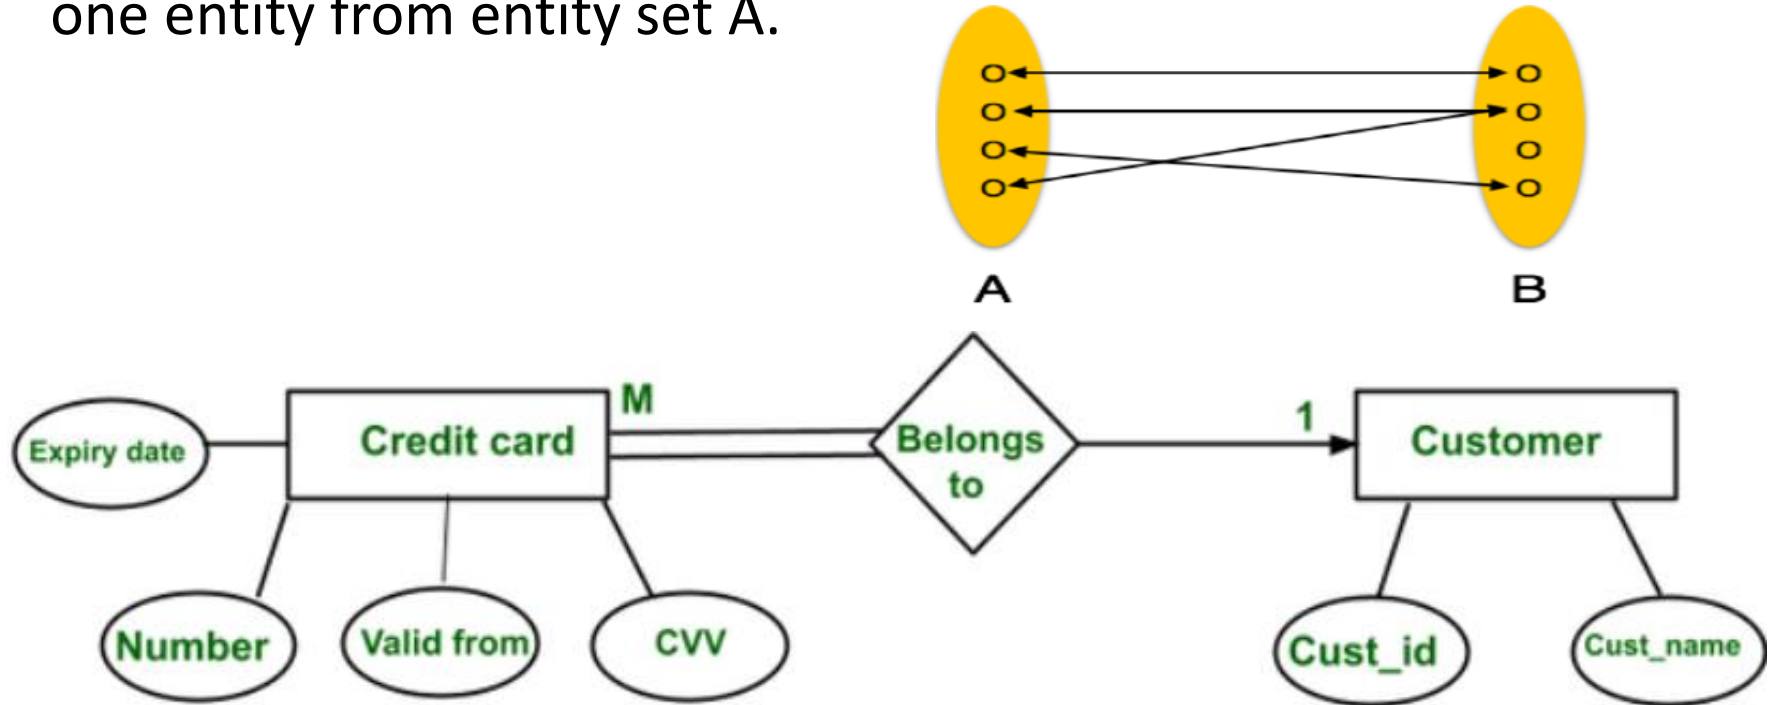 one entity from entity set A.
O O
O O
O O
O O
A B
M
1
Expiry date
Credit card
Belongs
to
Customer
Number
Valid from
CVV
Cust_id
Cust_name